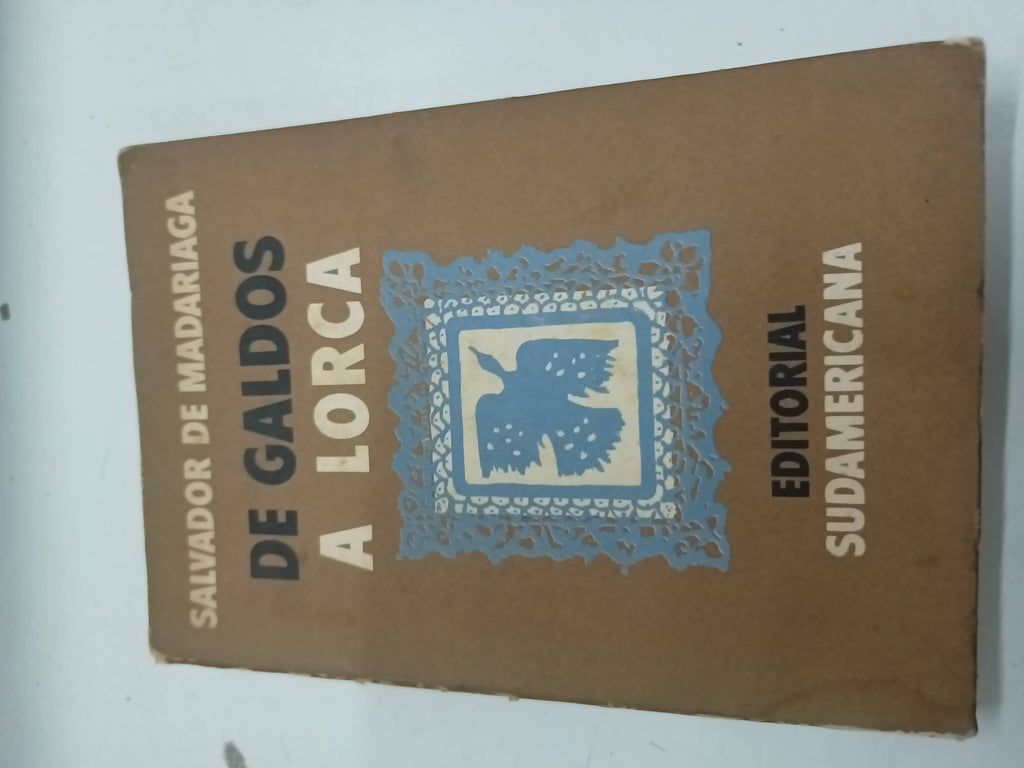 SALVADOR DE MADARIAGA
DE GALDOS
A LORCA
EDITORIAL
SUDAMERICANA